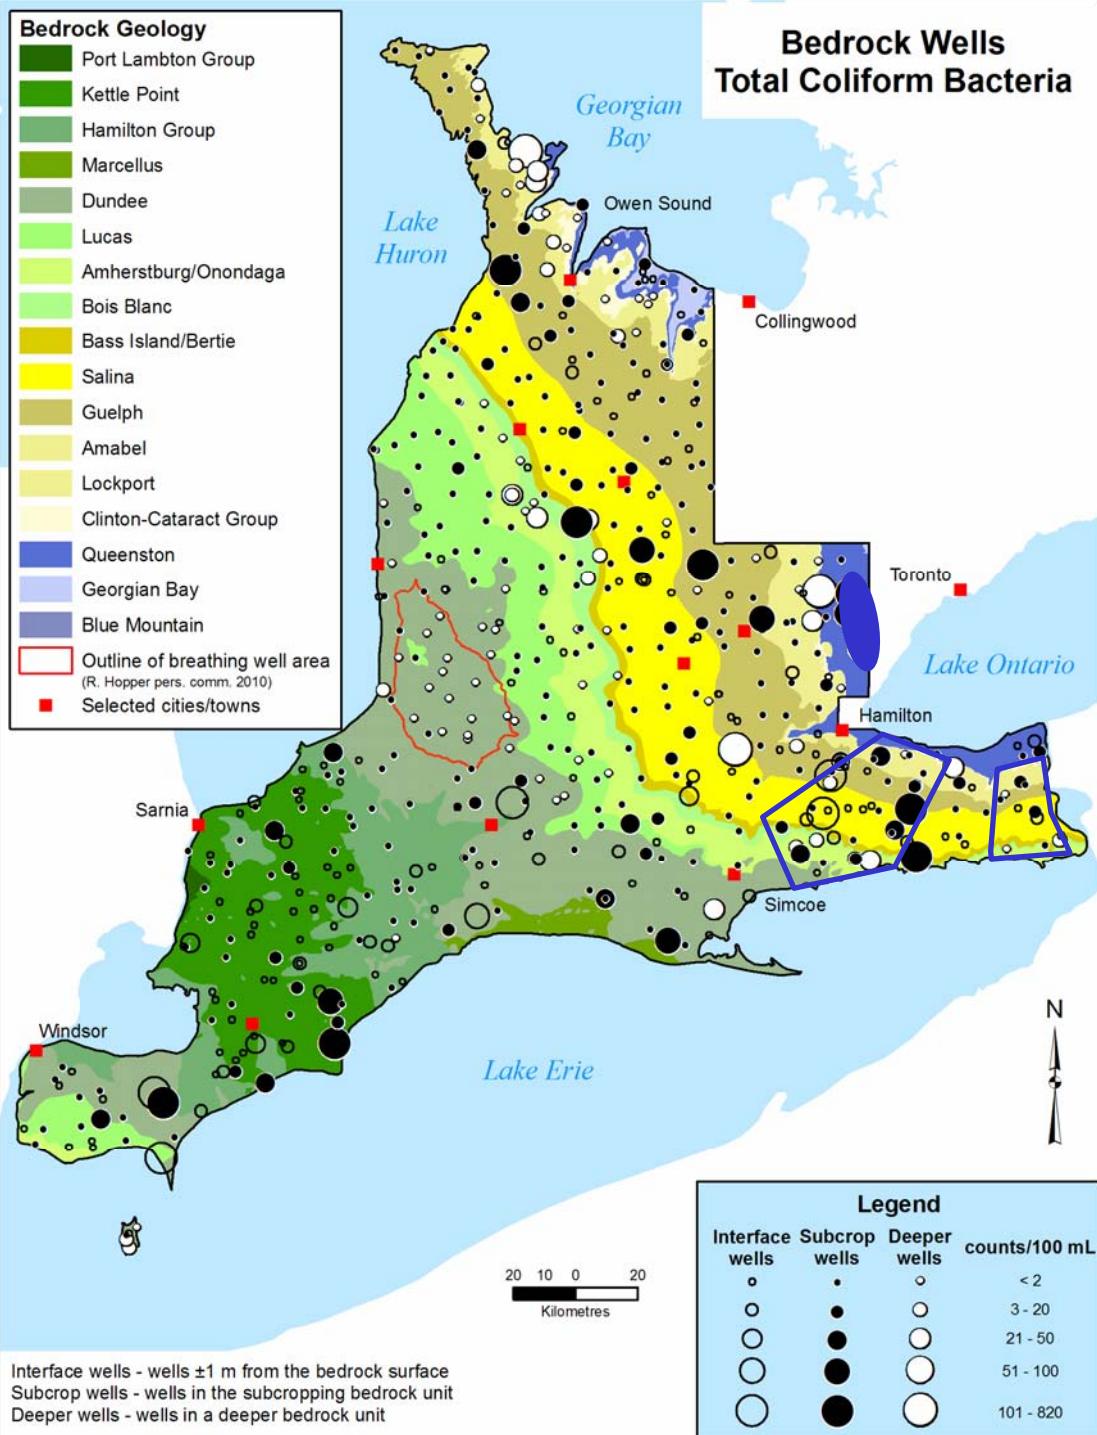 Bedrock Wells
Total Coliform Bacteria
Bedrock Geology
Port Lambton Group
Kettle Point
Hamilton Group
Marcellus
Dundee
Lucas
Amherstburg/Onondaga
Bois Blanc
Bass Island/Bertie
Salina
Guelph
Amabel
Lockport
Clinton-Cataract Group
Queenston
Georgian Bay
Blue Mountain
Outline of breathing well area
(R. Hopper pers. comm. 2010)
Selected cities/towns
Georgian
Bay
Owen Sound
Lake
Huron
Collingwood
Toronto
Lake Ontario
Hamilton
Sarnia
Simcoe
Windsor
Lake Erie
N
20 10 0 20
Kilometres
Legend
Interface
wells
Subcrop
wells
Deeper
wells
counts/100 mL
< 2
3 - 20
21 - 50
51 - 100
101 - 820
Interface wells - wells ±1 m from the bedrock surface
Subcrop wells - wells in the subcropping bedrock unit
Deeper wells - wells in a deeper bedrock unit